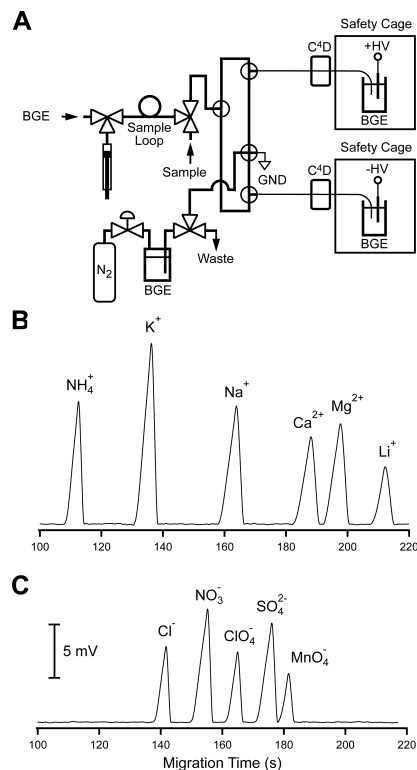 A
Safety Cage
C⁴D
+HV
BGE
BGE
Sample
Loop
Sample
GND
Safety Cage
C⁴D
-HV
BGE
N₂
BGE
Waste
B
NH₄⁺
K⁺
Na⁺
Ca²⁺
Mg²⁺
Li⁺
100 120 140 160 180 200 220
C
5 mV
Cl⁻
NO₃⁻
ClO₄⁻
SO₄²⁻
MnO₄⁻
100 120 140 160 180 200 220
Migration Time (s)